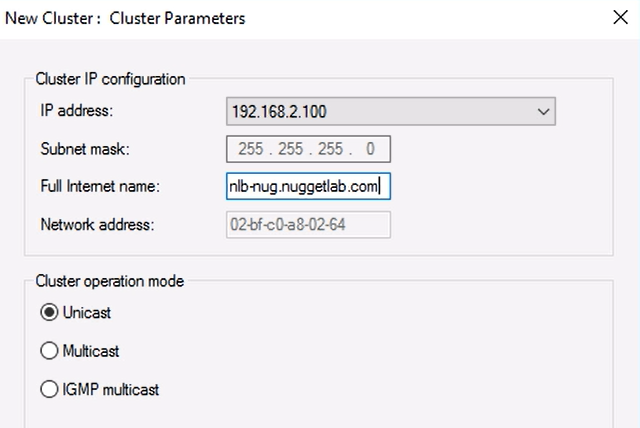 New Cluster : Cluster Parameters
Cluster IP configuration
IP address: 192.168.2.100
Subnet mask: 255 . 255 . 255 . 0
Full Internet name: nlb-nug.nuggetlab.com
Network address: 02-bf-c0-a8-02-64
Cluster operation mode
Unicast
Multicast
IGMP multicast